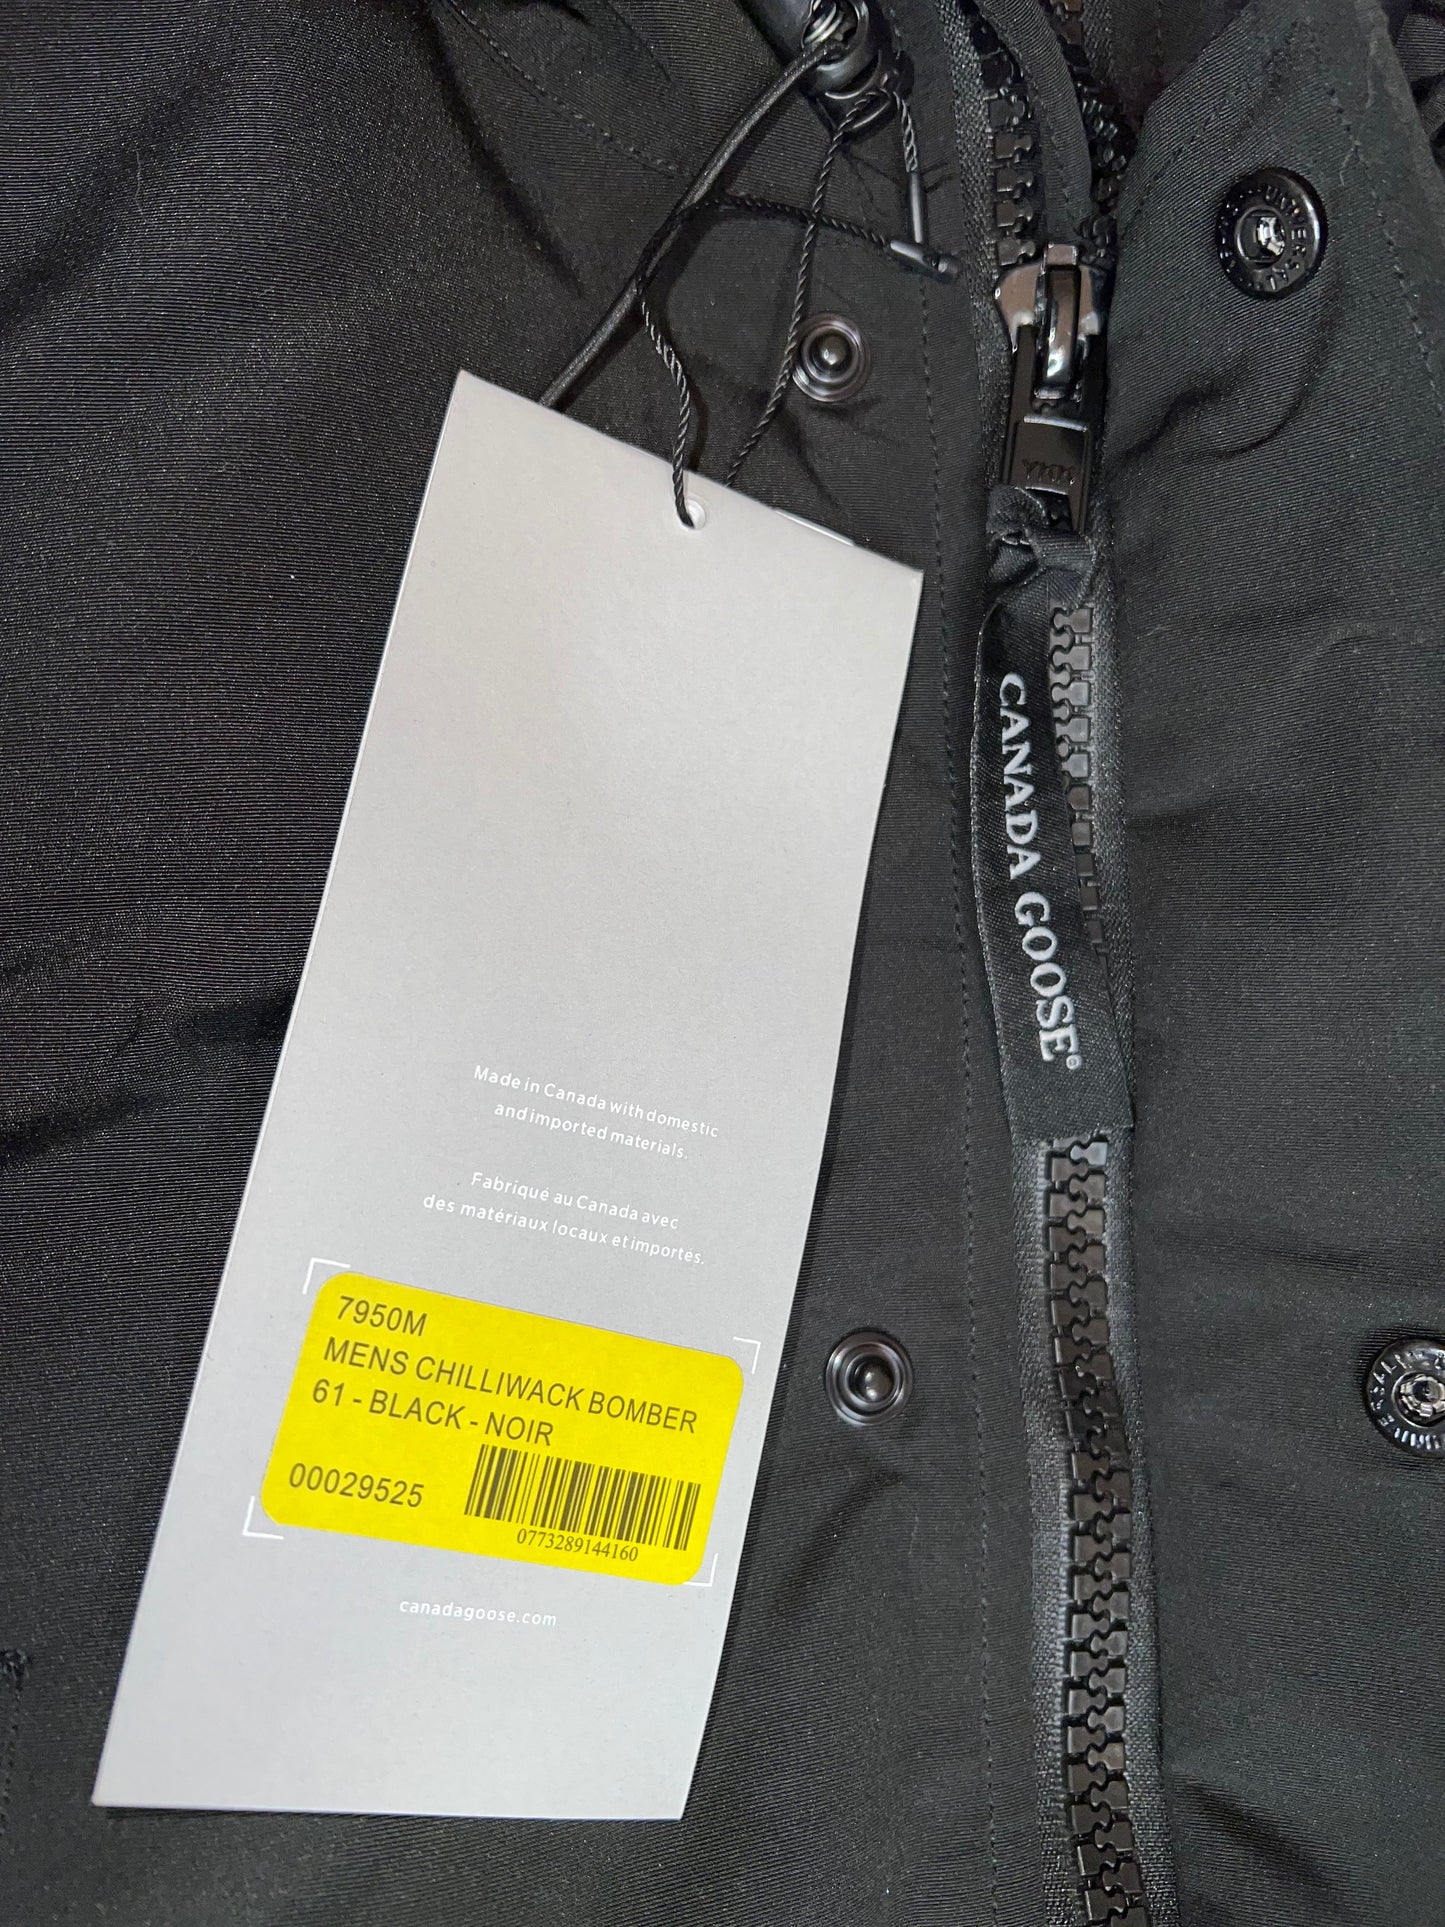 UNIVERSAL
YKK
CANADA GOOSE®
Made in Canada with domestic
and imported materials.
Fabriqué au Canada avec
des matériaux locaux et importés.
7950M
MENS CHILLIWACK BOMBER
61 - BLACK - NOIR
00029525
0773289144160
canadagoose.com